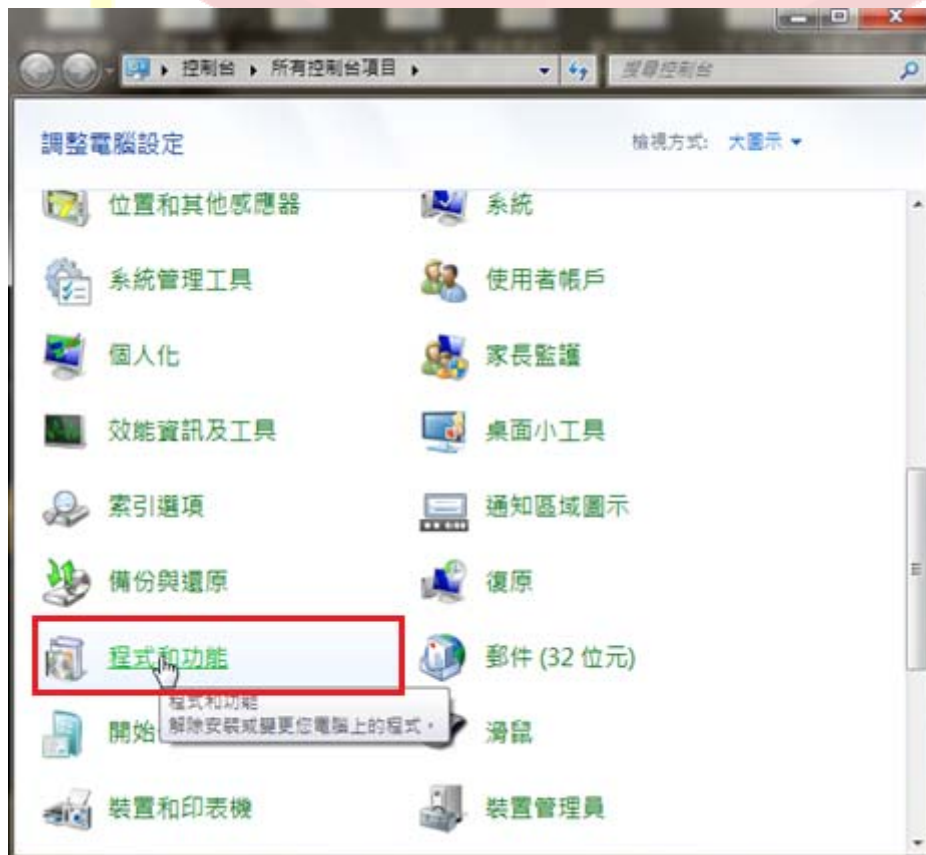 控制台 ▸ 所有控制台項目 ▸
搜尋控制台
調整電腦設定
檢視方式: 大圖示
位置和其他感應器
系統
系統管理工具
使用者帳戶
個人化
家長監護
效能資訊及工具
桌面小工具
索引選項
通知區域圖示
備份與還原
復原
程式和功能
郵件 (32 位元)
程式和功能
解除安裝或變更您電腦上的程式。
開始
滑鼠
裝置和印表機
裝置管理員